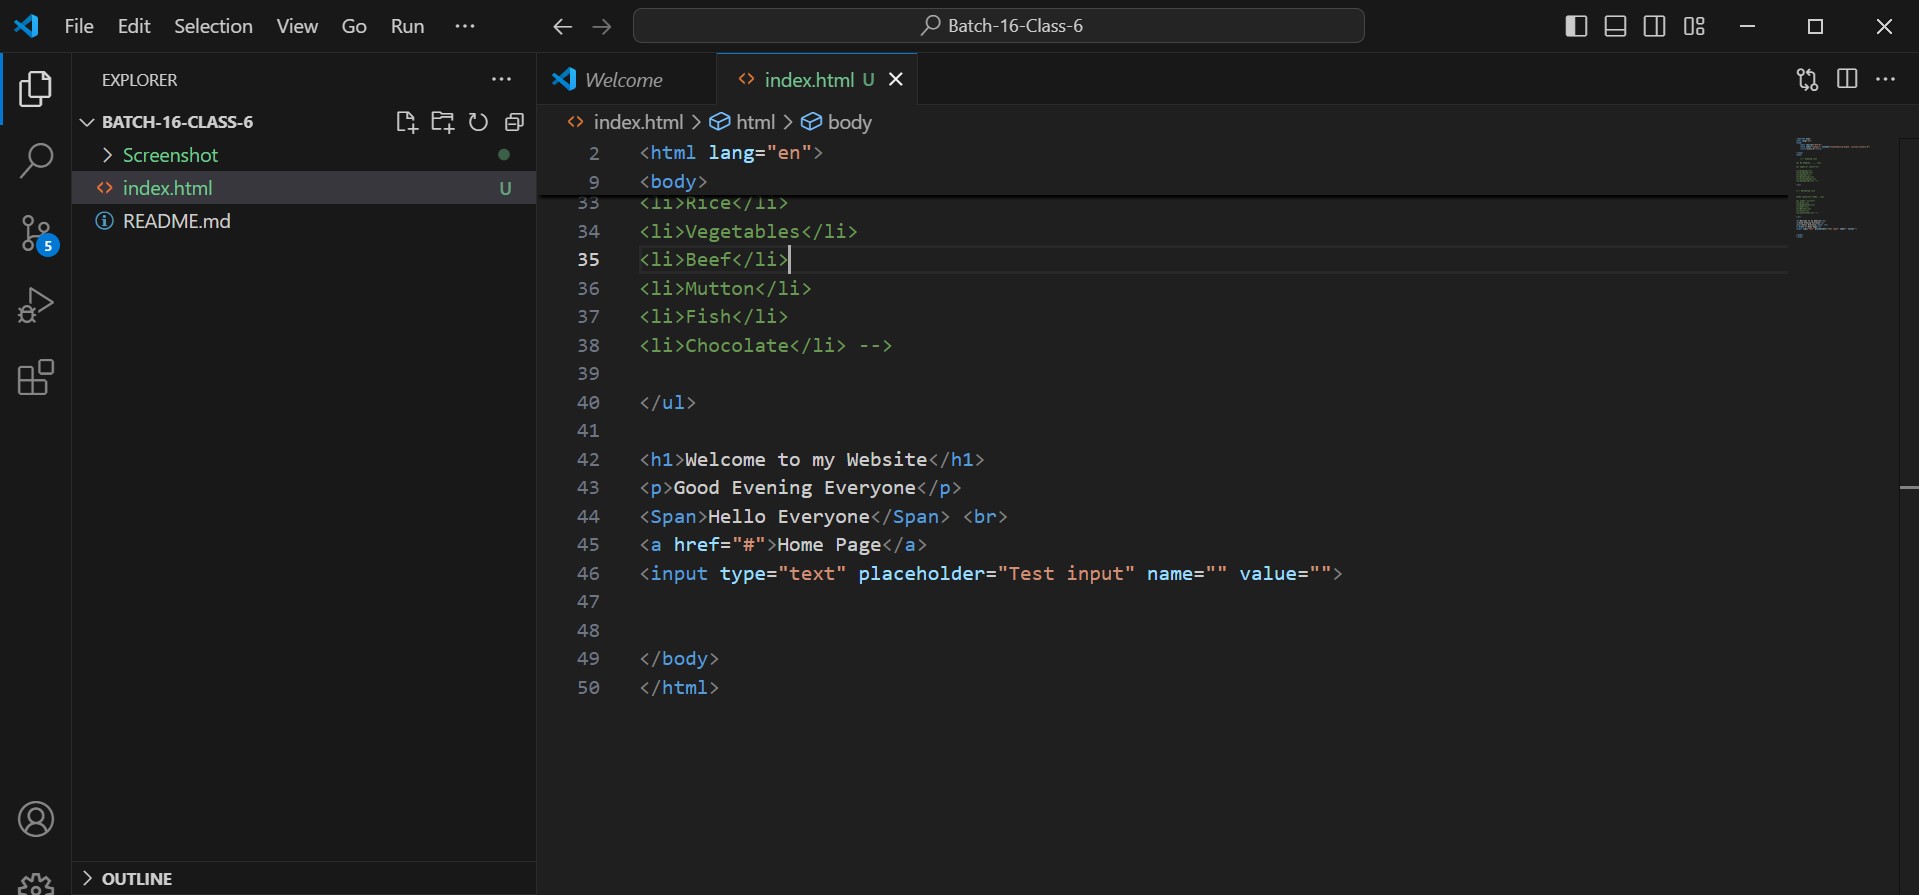 File Edit Selection View Go Run ··· Batch-16-Class-6
EXPLORER ···
BATCH-16-CLASS-6
Screenshot
index.html U
README.md
5
OUTLINE
Welcome index.html U
index.html > html > body
2 <html lang="en">
9 <body>
33 <li>Rice</li>
34 <li>Vegetables</li>
35 <li>Beef</li>
36 <li>Mutton</li>
37 <li>Fish</li>
38 <li>Chocolate</li> -->
39
40 </ul>
41
42 <h1>Welcome to my Website</h1>
43 <p>Good Evening Everyone</p>
44 <Span>Hello Everyone</Span> <br>
45 <a href="#">Home Page</a>
46 <input type="text" placeholder="Test input" name="" value="">
47
48
49 </body>
50 </html>